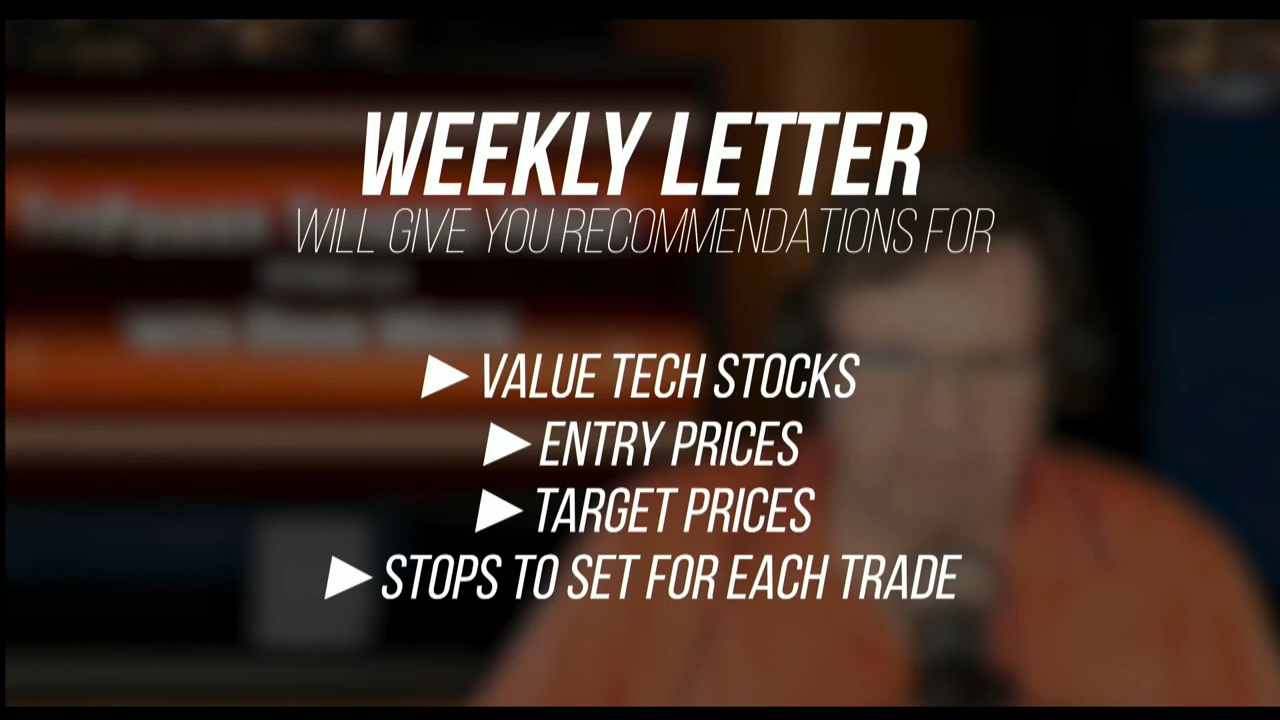 WEEKLY LETTER
WILL GIVE YOU RECOMMENDATIONS FOR
▶ VALUE TECH STOCKS
▶ ENTRY PRICES
▶ TARGET PRICES
▶ STOPS TO SET FOR EACH TRADE